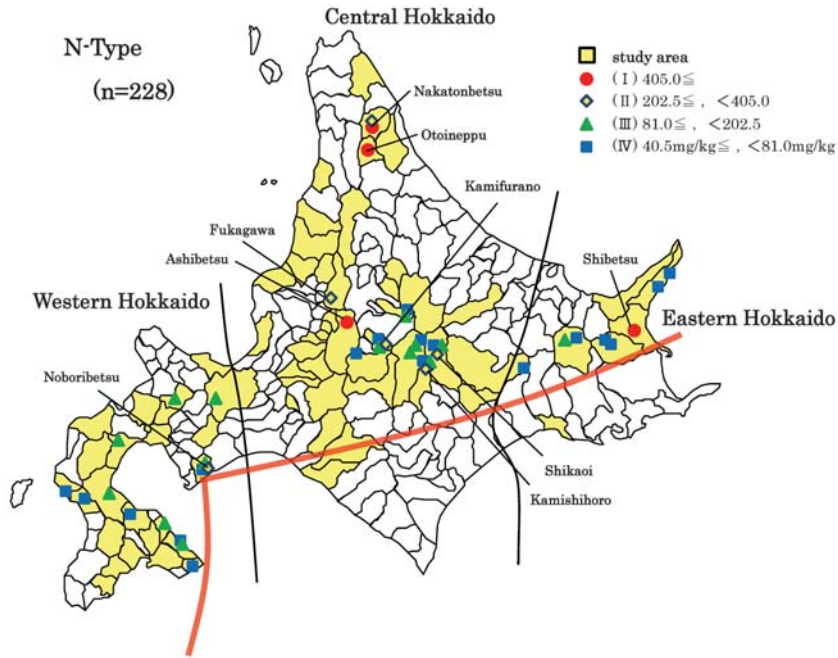 Central Hokkaido
N-Type
(n=228)
study area
(Ⅰ) 405.0≦
(Ⅱ) 202.5≦, <405.0
(Ⅲ) 81.0≦, <202.5
(Ⅳ) 40.5mg/kg≦, <81.0mg/kg
Nakatonbetsu
Otoineppu
Kamifurano
Fukagawa
Ashibetsu
Shibetsu
Western Hokkaido
Eastern Hokkaido
Noboribetsu
Shikaoi
Kamishihoro